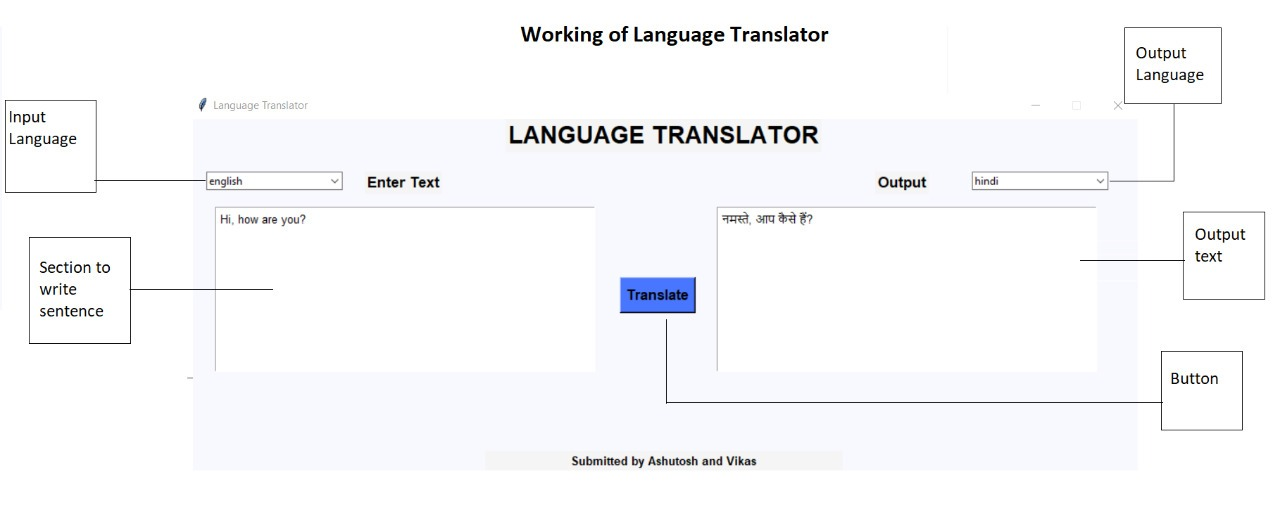 Working of Language Translator
Output
Language
Input
Language
Language Translator
LANGUAGE TRANSLATOR
english
Enter Text
Output
hindi
Hi, how are you?
नमस्ते, आप कैसे हैं?
Section to
write
sentence
Translate
Output
text
Button
Submitted by Ashutosh and Vikas